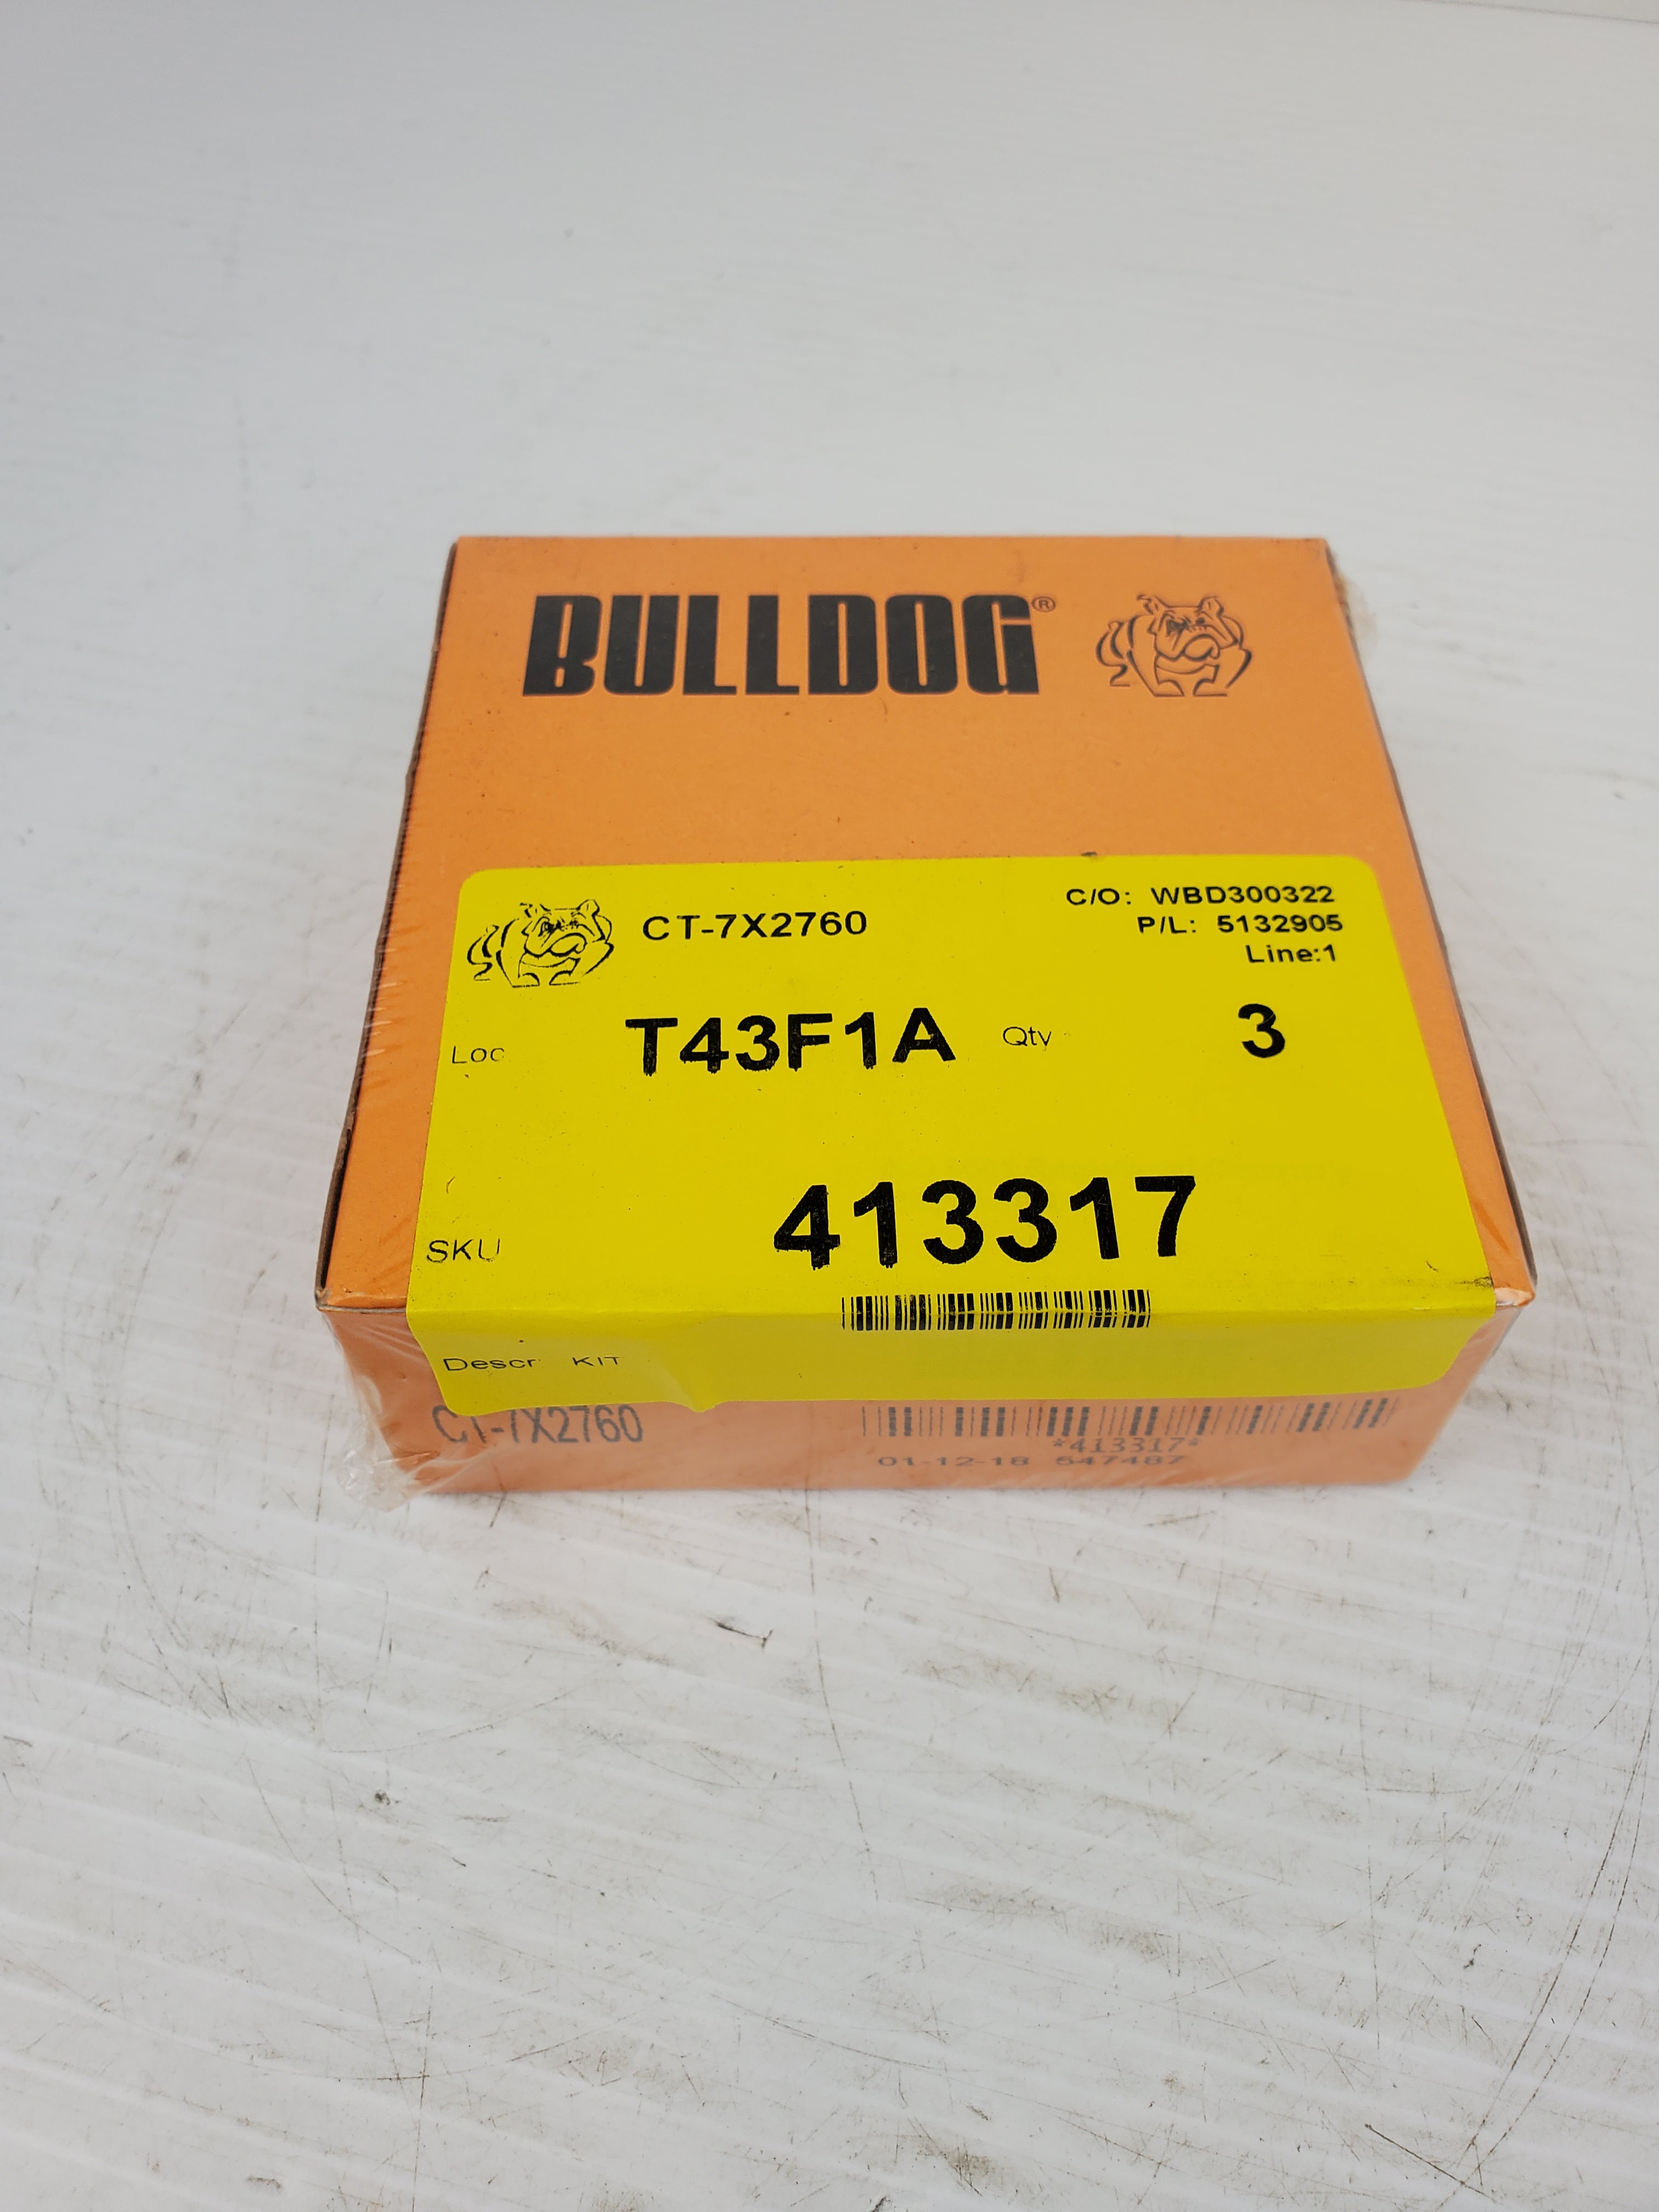 BULLDOG®
CT-7X2760
C/O: WBD300322
P/L: 5132905
Line:1
Loc T43F1A Qty 3
SKU 413317
Descr KIT
CT-7X2760
*413317*
01-12-18 547487